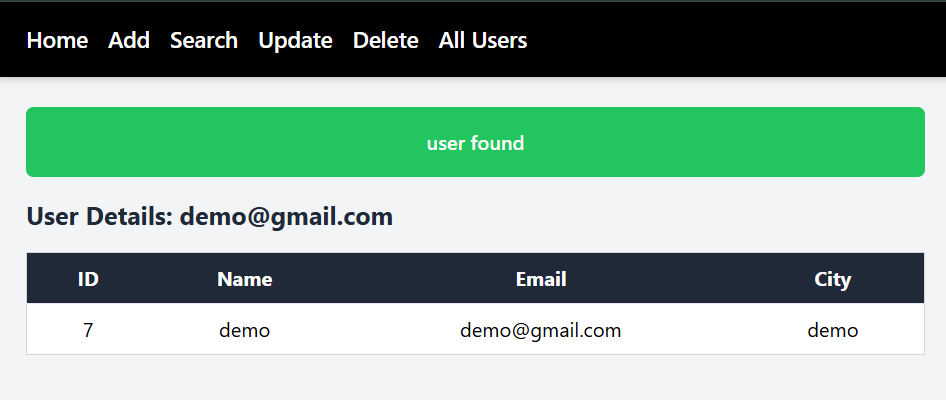 Home Add Search Update Delete All Users
user found
User Details: demo@gmail.com
ID Name Email City
7 demo demo@gmail.com demo